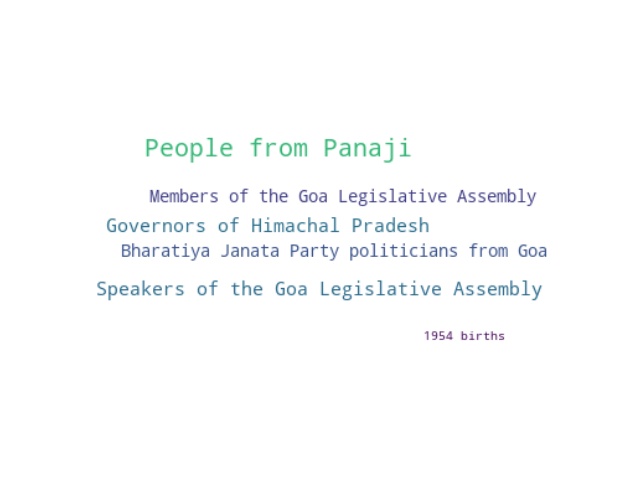 People from Panaji
Members of the Goa Legislative Assembly
Governors of Himachal Pradesh
Bharatiya Janata Party politicians from Goa
Speakers of the Goa Legislative Assembly
1954 births